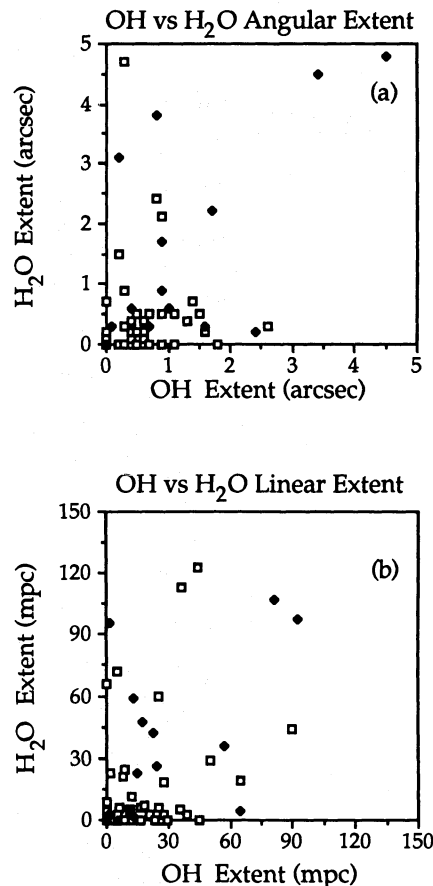 OH vs H₂O Angular Extent
(a)
H₂O Extent (arcsec)
5
4
3
2
1
0
0 1 2 3 4 5
OH Extent (arcsec)
OH vs H₂O Linear Extent
(b)
H₂O Extent (mpc)
150
120
90
60
30
0
0 30 60 90 120 150
OH Extent (mpc)